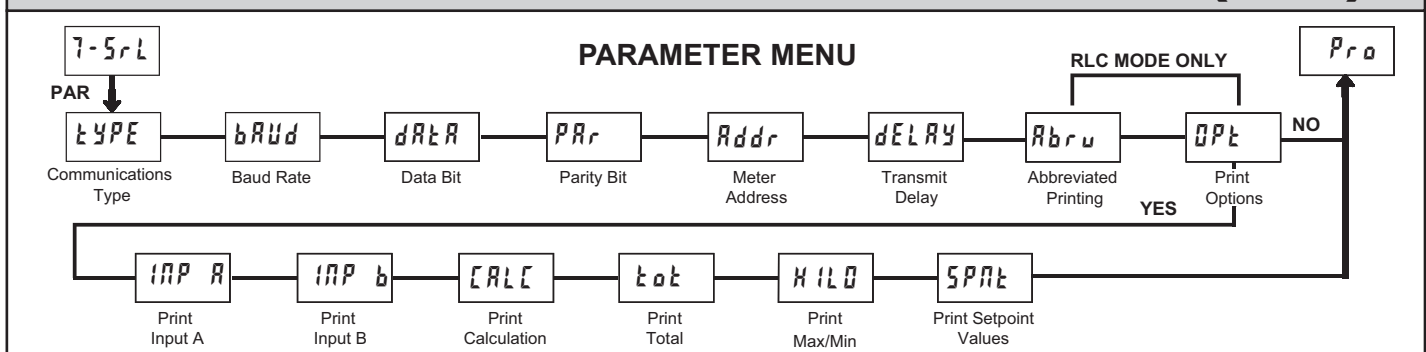 7-SrL
PARAMETER MENU
RLC MODE ONLY
Pro
PAR
tYPE
bAUd
dAtA
PAr
Addr
dELAY
Abru
OPt
NO
Communications Type
Baud Rate
Data Bit
Parity Bit
Meter Address
Transmit Delay
Abbreviated Printing
Print Options
YES
INP A
INP b
CALC
tot
HILO
SPNt
Print Input A
Print Input B
Print Calculation
Print Total
Print Max/Min
Print Setpoint Values